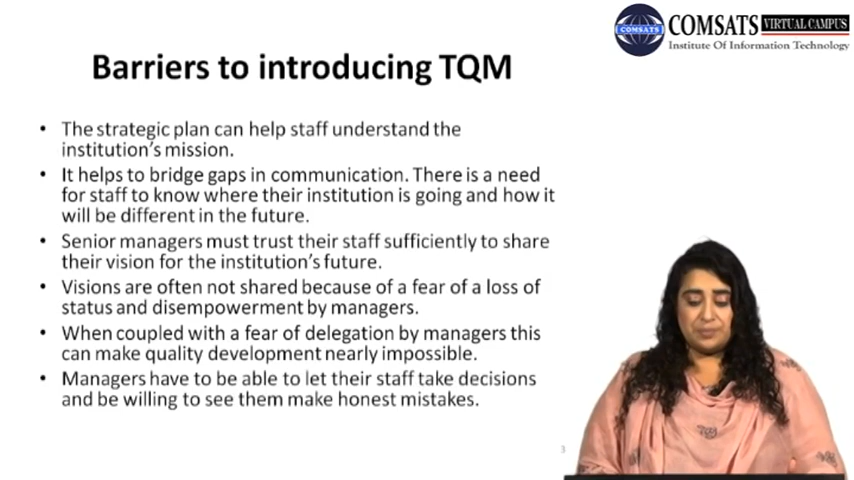 COMSATS VIRTUAL CAMPUS
COMSATS
Institute Of Information Technology
Barriers to introducing TQM
• The strategic plan can help staff understand the
institution's mission.
• It helps to bridge gaps in communication. There is a need
for staff to know where their institution is going and how it
will be different in the future.
• Senior managers must trust their staff sufficiently to share
their vision for the institution's future.
• Visions are often not shared because of a fear of a loss of
status and disempowerment by managers.
• When coupled with a fear of delegation by managers this
can make quality development nearly impossible.
• Managers have to be able to let their staff take decisions
and be willing to see them make honest mistakes.
3